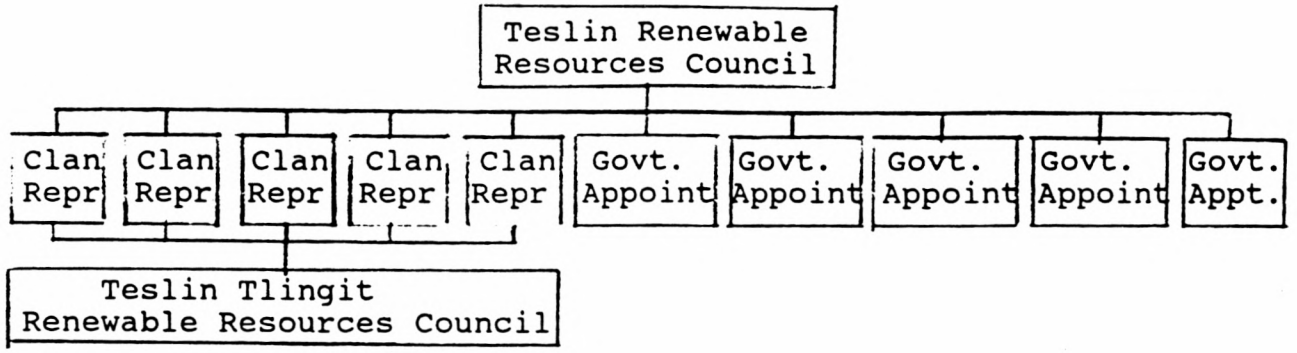 Teslin Renewable
Resources Council
Clan Clan Clan Clan Clan Govt. Govt. Govt. Govt. Govt.
Repr Repr Repr Repr Repr Appoint Appoint Appoint Appoint Appt.
Teslin Tlingit
Renewable Resources Council